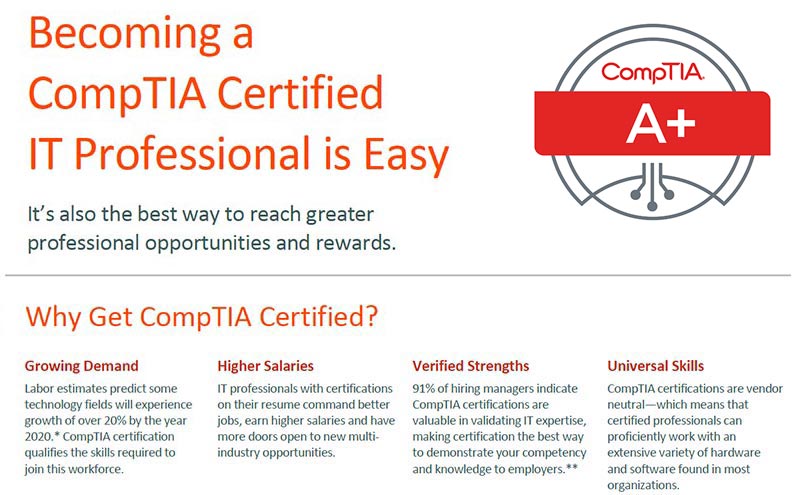 Becoming a
CompTIA Certified
IT Professional is Easy
It's also the best way to reach greater
professional opportunities and rewards.
CompTIA.
A+
Why Get CompTIA Certified?
Growing Demand
Labor estimates predict some
technology fields will experience
growth of over 20% by the year
2020.* CompTIA certification
qualifies the skills required to
join this workforce.
Higher Salaries
IT professionals with certifications
on their resume command better
jobs, earn higher salaries and have
more doors open to new multi-
industry opportunities.
Verified Strengths
91% of hiring managers indicate
CompTIA certifications are
valuable in validating IT expertise,
making certification the best way
to demonstrate your competency
and knowledge to employers.**
Universal Skills
CompTIA certifications are vendor
neutral—which means that
certified professionals can
proficiently work with an
extensive variety of hardware
and software found in most
organizations.